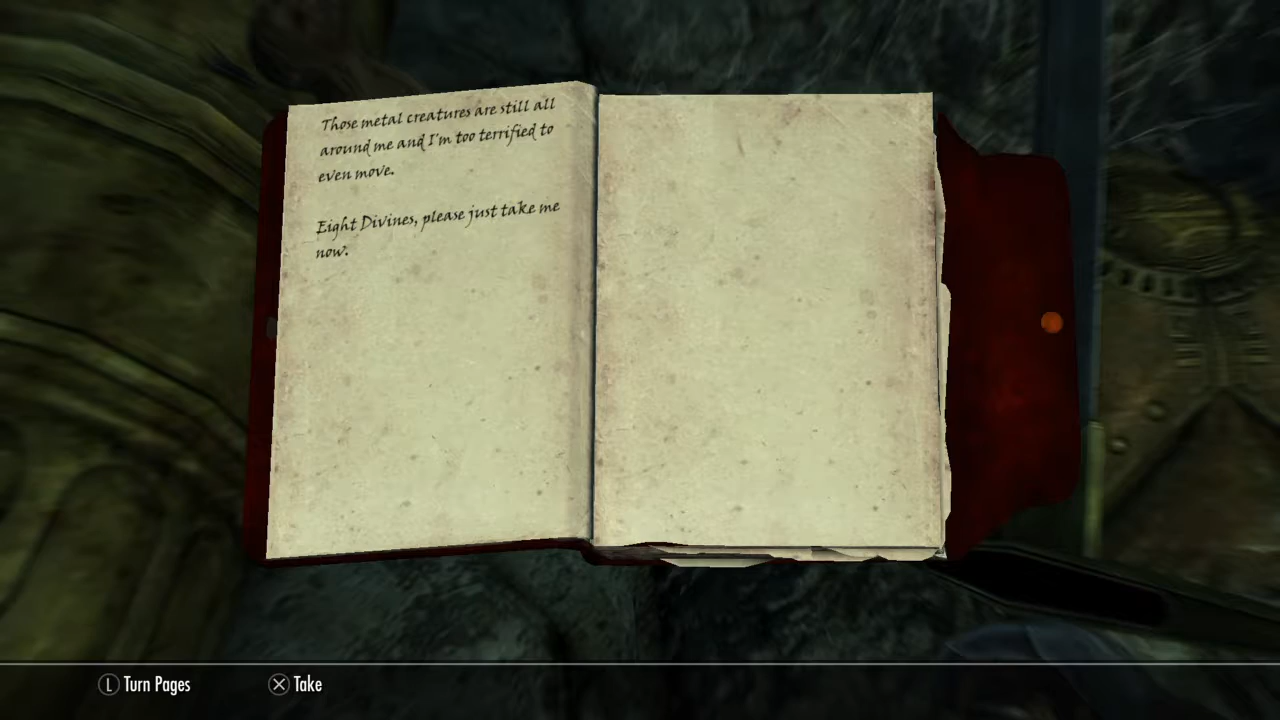 Those metal creatures are still all
around me and I'm too terrified to
even move.
Eight Divines, please just take me
now.
L Turn Pages
X Take